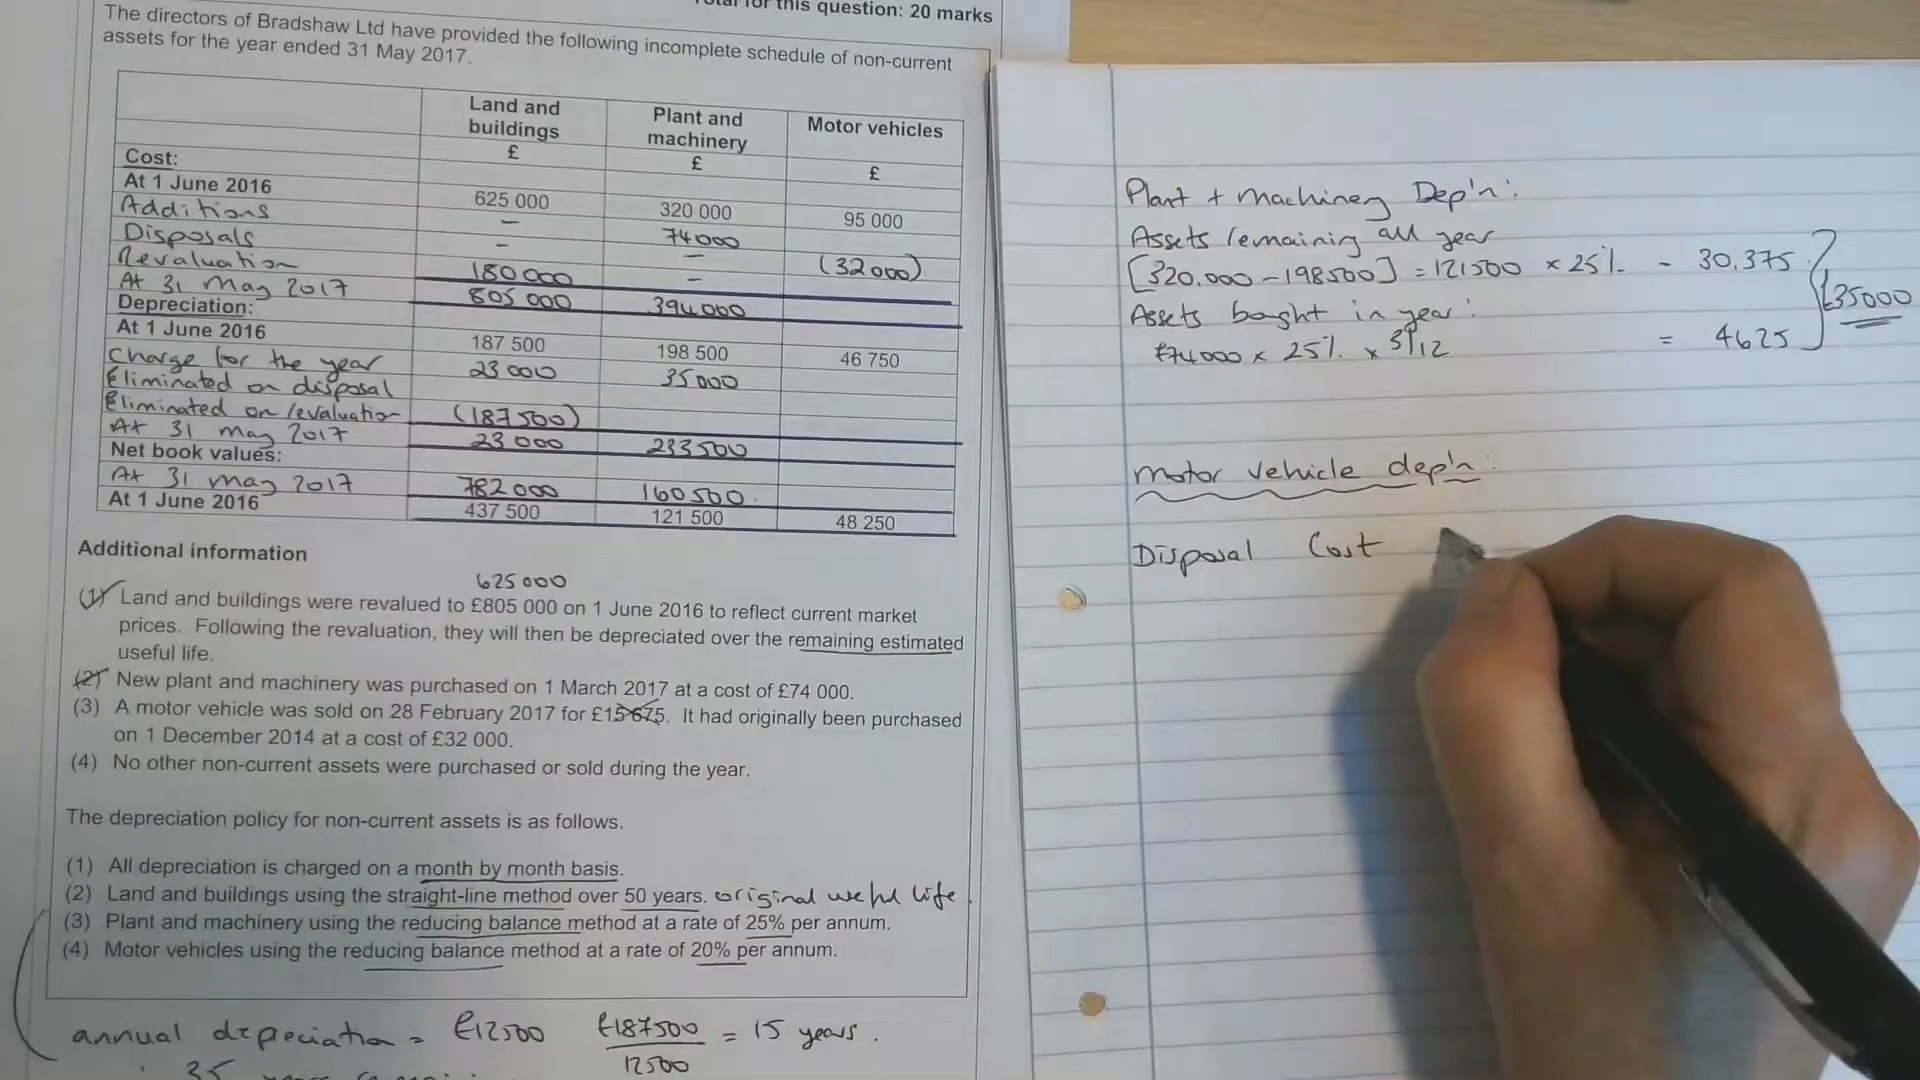 Total for this question: 20 marks
The directors of Bradshaw Ltd have provided the following incomplete schedule of non-current
assets for the year ended 31 May 2017.
Land and buildings Plant and machinery Motor vehicles
£ £ £
Cost:
At 1 June 2016 625 000 320 000 95 000
Additions – 74000
Disposals – – (32000)
Revaluation 180000 –
At 31 May 2017 805 000 394000
Depreciation:
At 1 June 2016 187 500 198 500 46 750
Charge for the year 23000 35000
Eliminated on disposal
Eliminated on revaluation (187500)
At 31 May 2017 23 000 233500
Net book values:
At 31 May 2017 782 000 160500.
At 1 June 2016 437 500 121 500 48 250
Additional information
625000
(1) Land and buildings were revalued to £805 000 on 1 June 2016 to reflect current market
prices. Following the revaluation, they will then be depreciated over the remaining estimated
useful life.
(2) New plant and machinery was purchased on 1 March 2017 at a cost of £74 000.
(3) A motor vehicle was sold on 28 February 2017 for £15 675. It had originally been purchased
on 1 December 2014 at a cost of £32 000.
(4) No other non-current assets were purchased or sold during the year.
The depreciation policy for non-current assets is as follows.
(1) All depreciation is charged on a month by month basis.
(2) Land and buildings using the straight-line method over 50 years. original useful life.
(3) Plant and machinery using the reducing balance method at a rate of 25% per annum.
(4) Motor vehicles using the reducing balance method at a rate of 20% per annum.
annual depreciation = £12500 £187500 = 15 years.
12500
35 years
Plant + Machinery Dep'n:
Assets remaining all year
[320.000 – 198500] = 121500 × 25% – 30.375
£35000
Assets bought in year:
£74000 × 25% × 3/12 = 4625
motor vehicle dep'n:
Disposal Cost